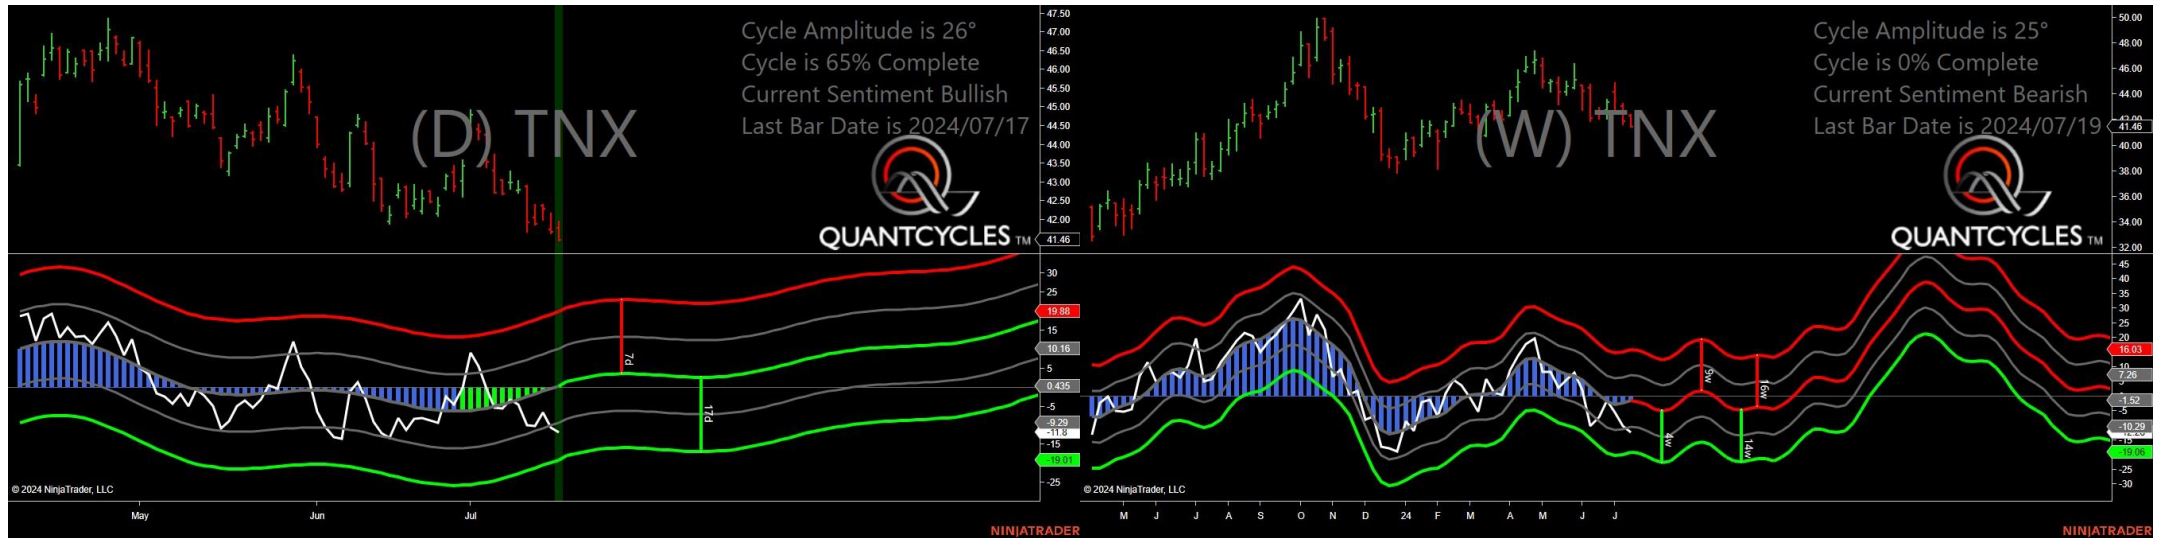 Cycle Amplitude is 26°
Cycle is 65% Complete
Current Sentiment Bullish
Last Bar Date is 2024/07/17
(D) TNX
QUANTCYCLES TM
47.50
47.00
46.50
46.00
45.50
45.00
44.50
44.00
43.50
43.00
42.50
42.00
41.46
30
25
19.88
15
10.16
5
0.435
-5
-9.29
-11.8
-15
-19.01
-25
7d
17d
© 2024 NinjaTrader, LLC
May Jun Jul
NINJATRADER
Cycle Amplitude is 25°
Cycle is 0% Complete
Current Sentiment Bearish
Last Bar Date is 2024/07/19
(W) TNX
QUANTCYCLES TM
50.00
48.00
46.00
44.00
42.00
41.46
40.00
38.00
36.00
34.00
32.00
45
40
35
30
25
20
16.03
10
7.26
5
-1.52
-5
-10.29
-15
-19.06
-25
-30
9w
16w
4w
14w
© 2024 NinjaTrader, LLC
M J J A S O N D 24 F M A M J J
NINJATRADER